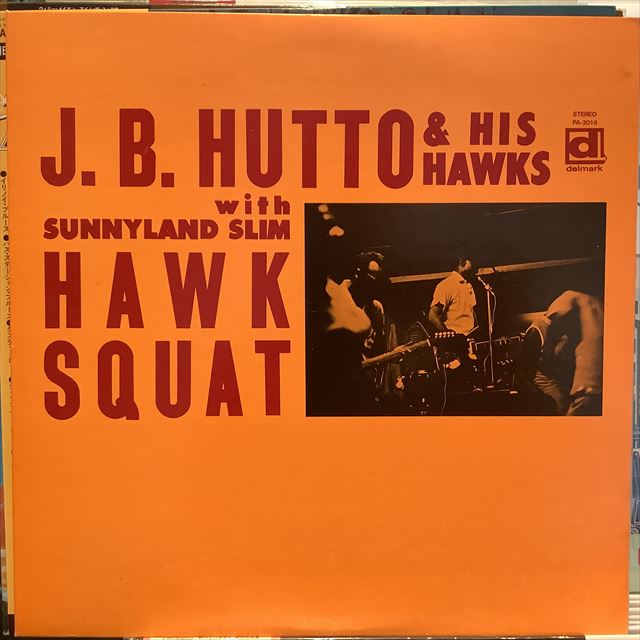 J. B. HUTTO & HIS HAWKS
with
SUNNYLAND SLIM
HAWK
SQUAT
STEREO
PA-3016
d
delmark